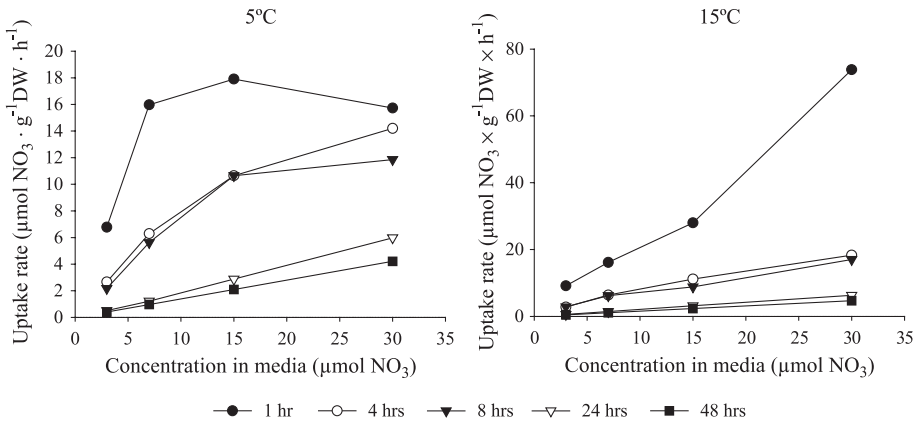 5ºC
15ºC
Uptake rate (µmol NO₃ · g⁻¹DW · h⁻¹)
20
18
16
14
12
10
8
6
4
2
0
0 5 10 15 20 25 30 35
Concentration in media (µmol NO₃)
Uptake rate (µmol NO₃ × g⁻¹DW × h⁻¹)
80
60
40
20
0
0 5 10 15 20 25 30 35
Concentration in media (µmol NO₃)
1 hr 4 hrs 8 hrs 24 hrs 48 hrs